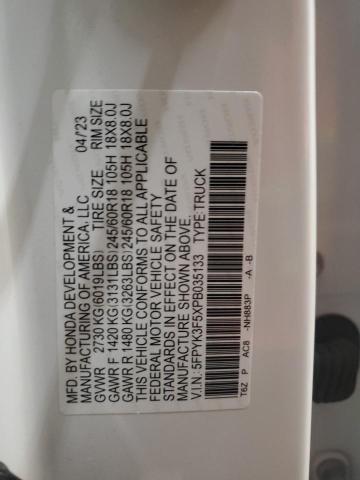 MFD. BY HONDA DEVELOPMENT &
MANUFACTURING OF AMERICA, LLC 04/23
GVWR 2730 KG(6019LBS) TIRE SIZE RIM SIZE
GAWR F 1420 KG(3131LBS) 245/60R18 105H 18X8.0J
GAWR R 1480 KG(3263LBS) 245/60R18 105H 18X8.0J
THIS VEHICLE CONFORMS TO ALL APPLICABLE
FEDERAL MOTOR VEHICLE SAFETY
STANDARDS IN EFFECT ON THE DATE OF
MANUFACTURE SHOWN ABOVE.
V.I.N.: 5FPYK3F5XPB035133 TYPE:TRUCK
T6Z P AC8 -NH883P -A -B